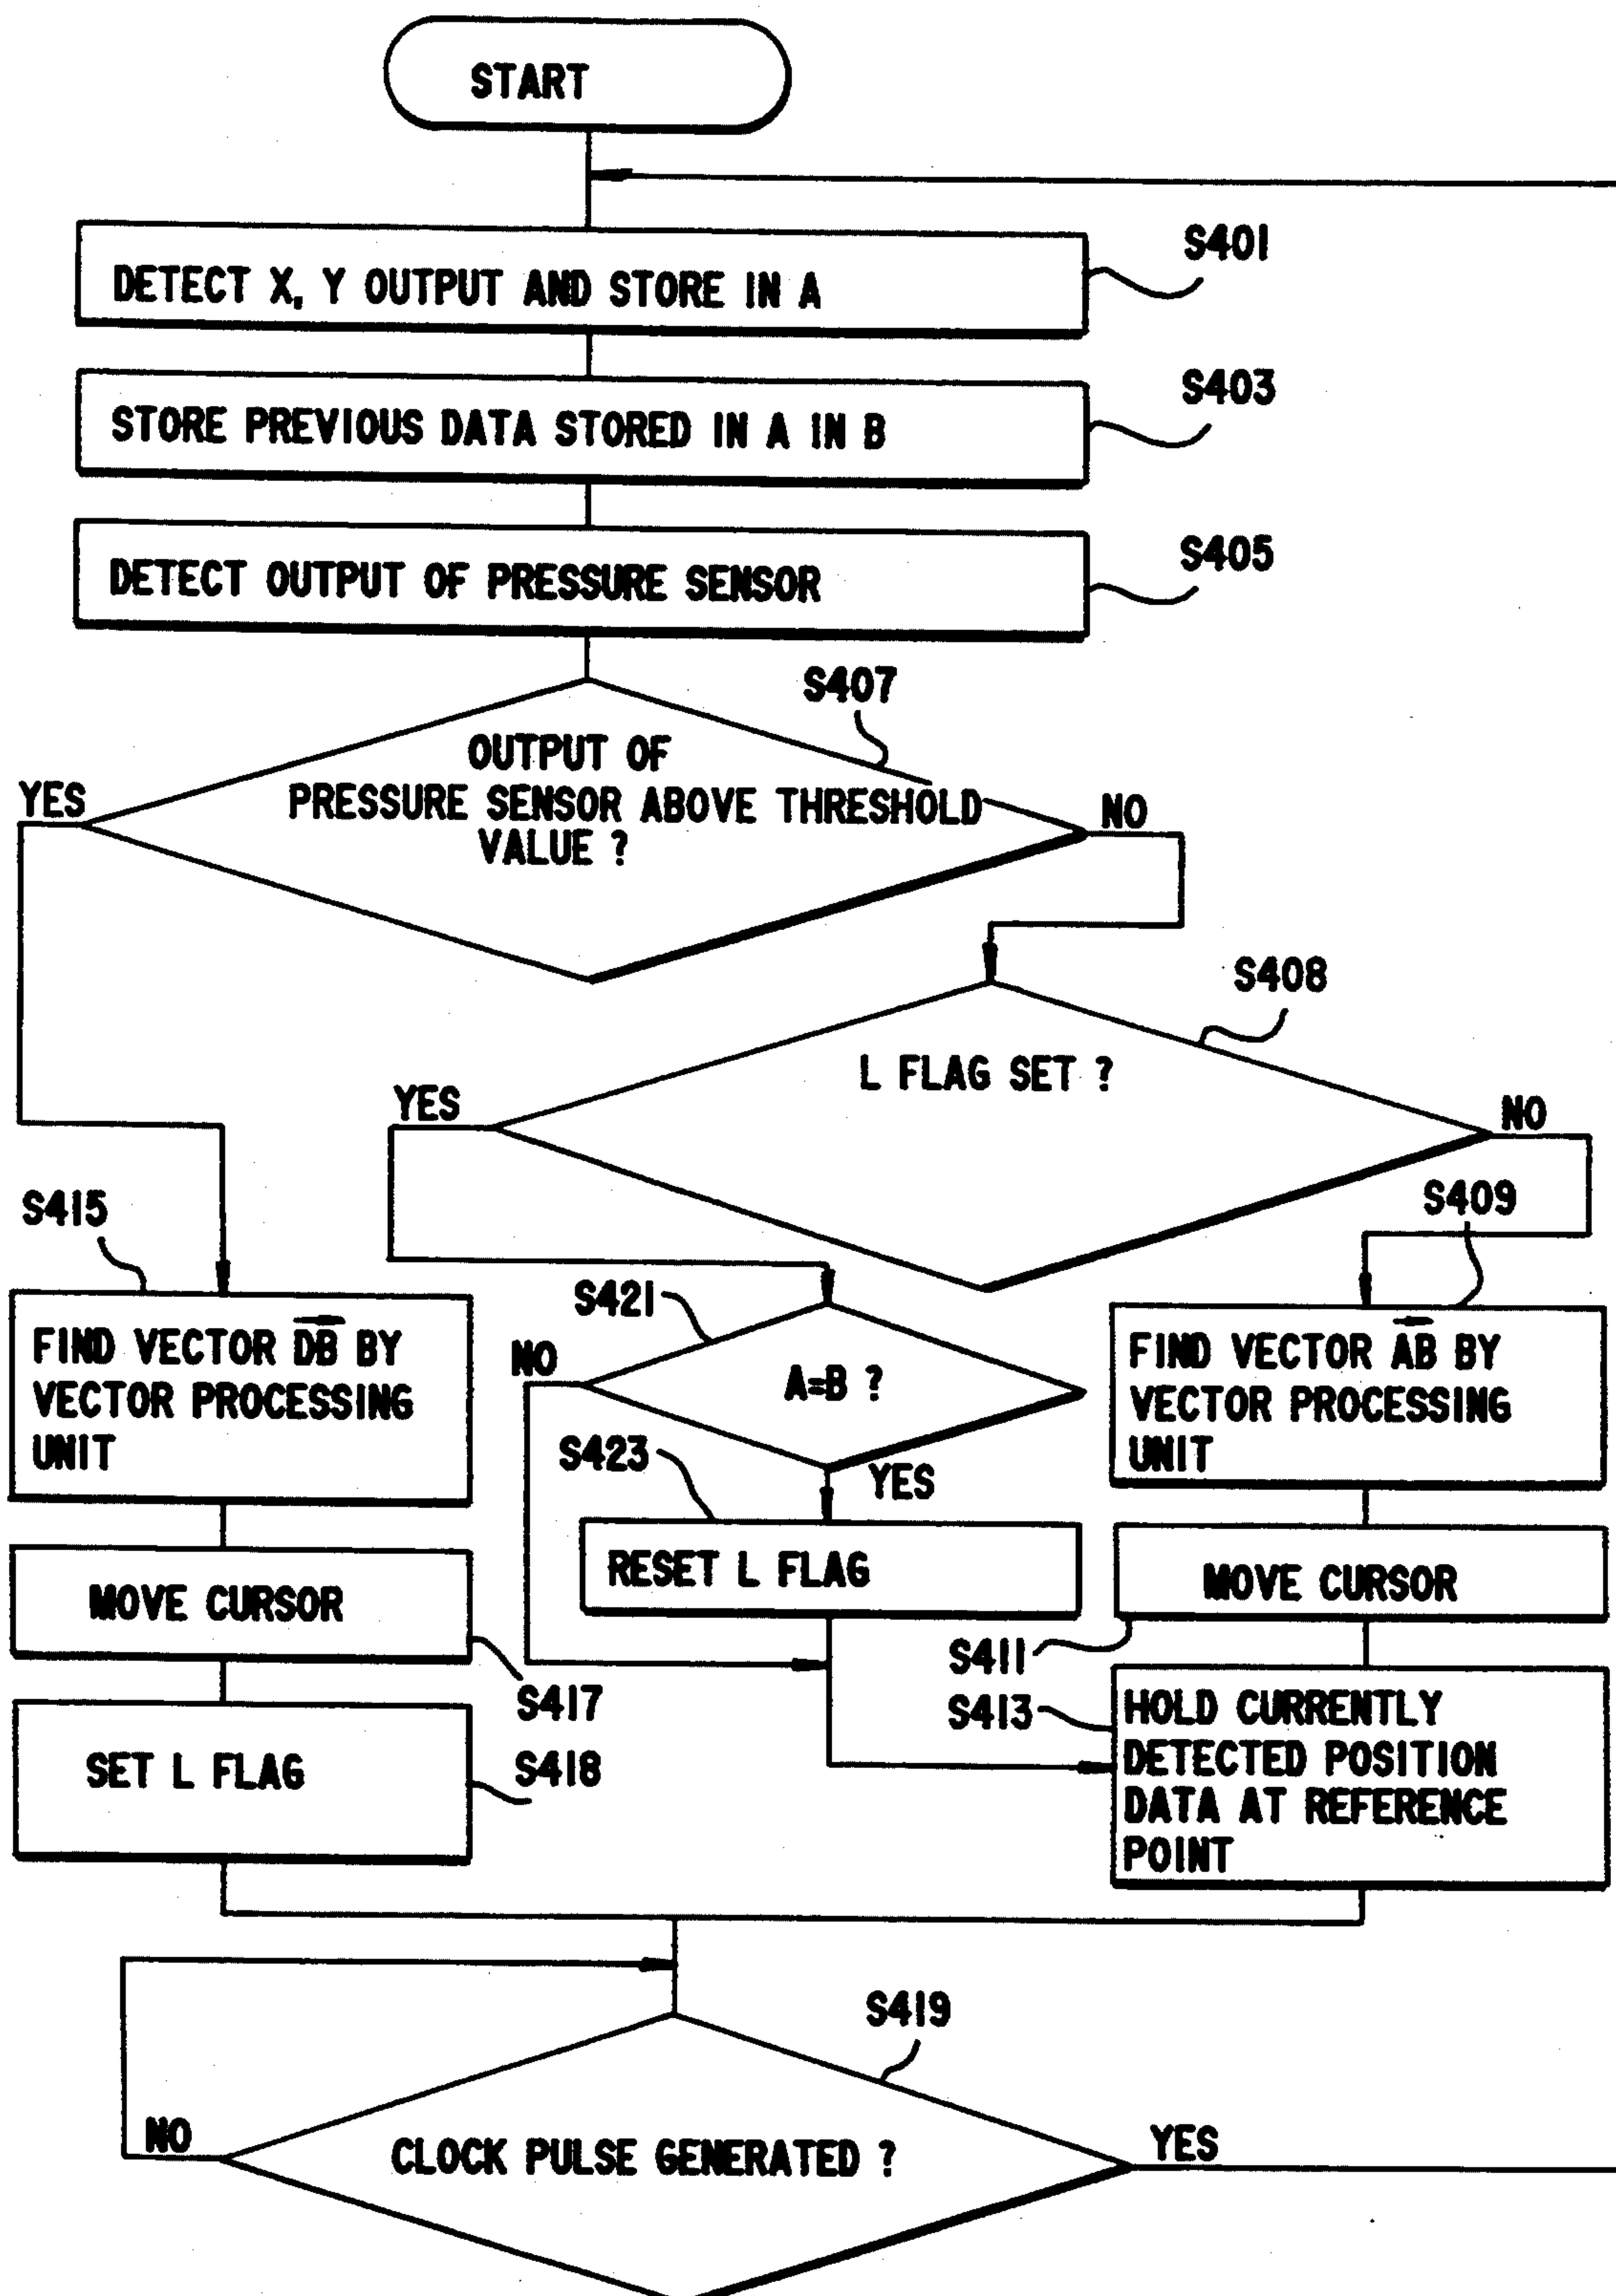 START
S401
DETECT X, Y OUTPUT AND STORE IN A
S403
STORE PREVIOUS DATA STORED IN A IN B
S405
DETECT OUTPUT OF PRESSURE SENSOR
S407
OUTPUT OF
PRESSURE SENSOR ABOVE THRESHOLD
VALUE ?
YES
NO
S408
L FLAG SET ?
YES
NO
S415
FIND VECTOR DB BY
VECTOR PROCESSING
UNIT
S421
NO
A=B ?
YES
S409
FIND VECTOR AB BY
VECTOR PROCESSING
UNIT
S423
RESET L FLAG
MOVE CURSOR
S417
MOVE CURSOR
S411
SET L FLAG
S418
S413
HOLD CURRENTLY
DETECTED POSITION
DATA AT REFERENCE
POINT
S419
NO
CLOCK PULSE GENERATED ?
YES